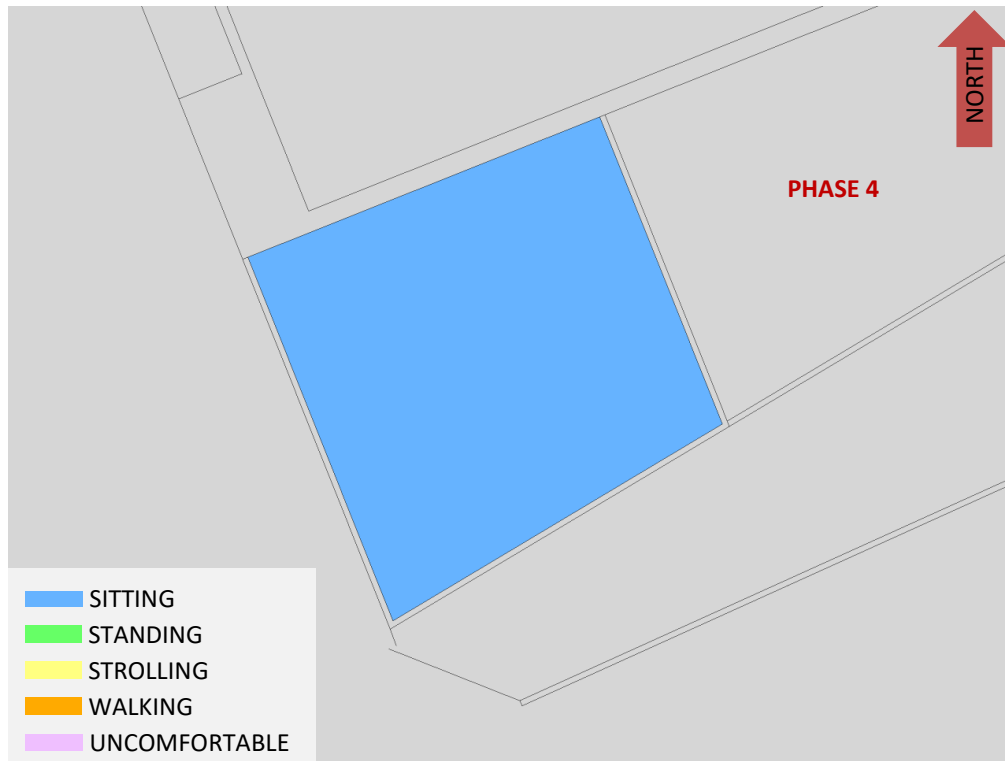 NORTH
PHASE 4
SITTING
STANDING
STROLLING
WALKING
UNCOMFORTABLE